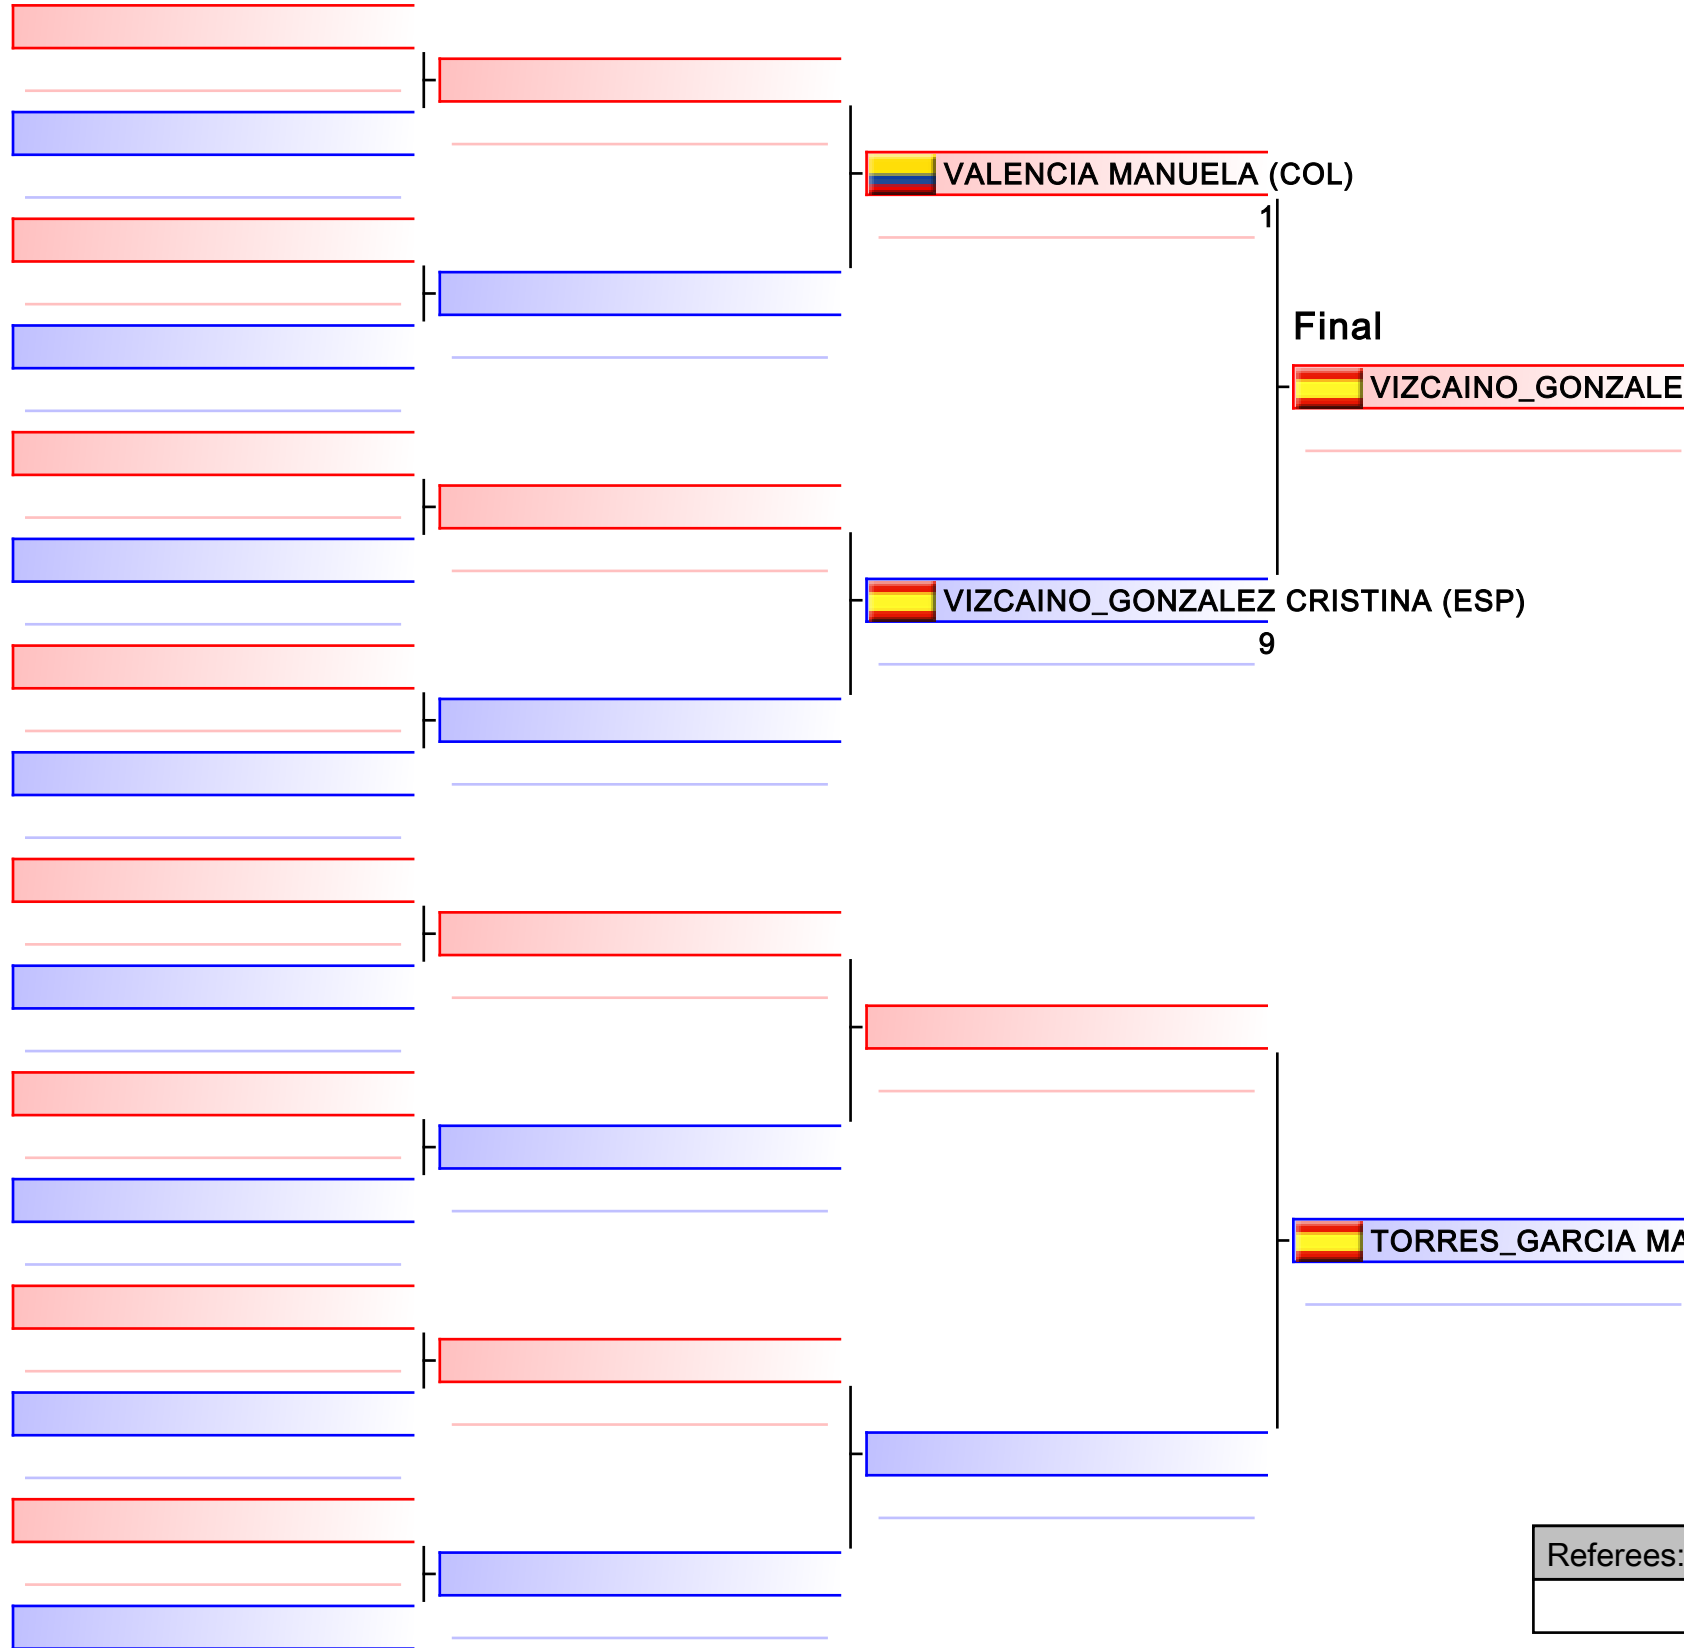 VALENCIA MANUELA (COL)
1
Final
VIZCAINO_GONZALE
VIZCAINO_GONZALEZ CRISTINA (ESP)
9
TORRES_GARCIA MA
Referees: